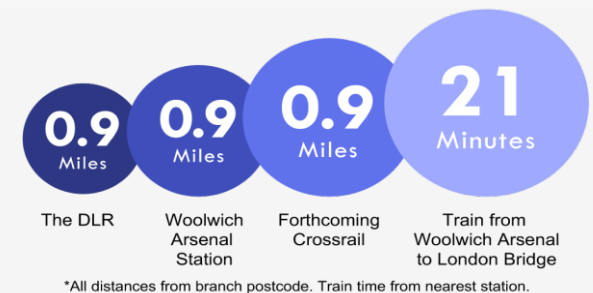 0.9
Miles
0.9
Miles
0.9
Miles
21
Minutes
The DLR
Woolwich
Arsenal
Station
Forthcoming
Crossrail
Train from
Woolwich Arsenal
to London Bridge
*All distances from branch postcode. Train time from nearest station.